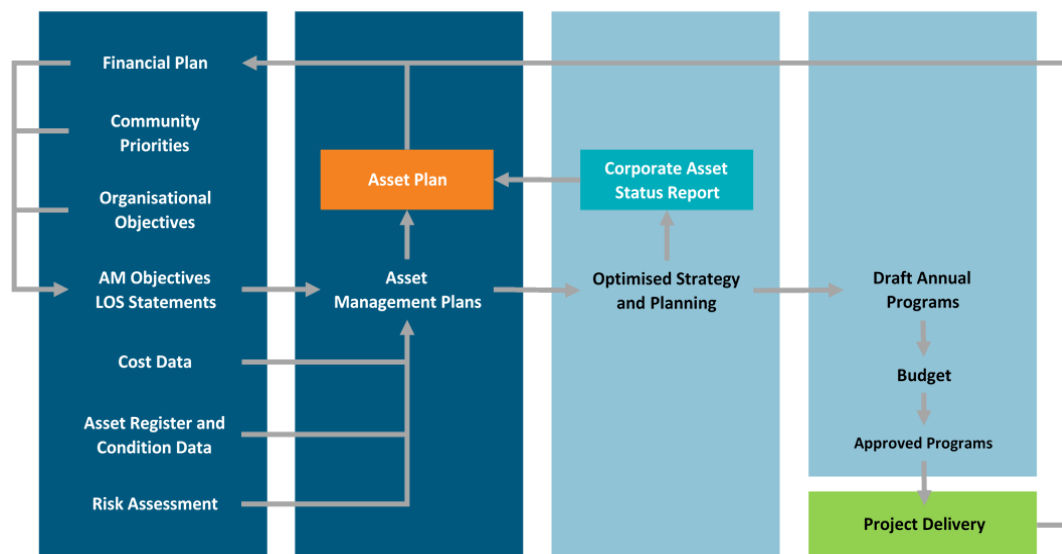 Financial Plan
Community
Priorities
Organisational
Objectives
AM Objectives
LOS Statements
Cost Data
Asset Register and
Condition Data
Risk Assessment
Asset Plan
Asset
Management Plans
Corporate Asset
Status Report
Optimised Strategy
and Planning
Draft Annual
Programs
Budget
Approved Programs
Project Delivery